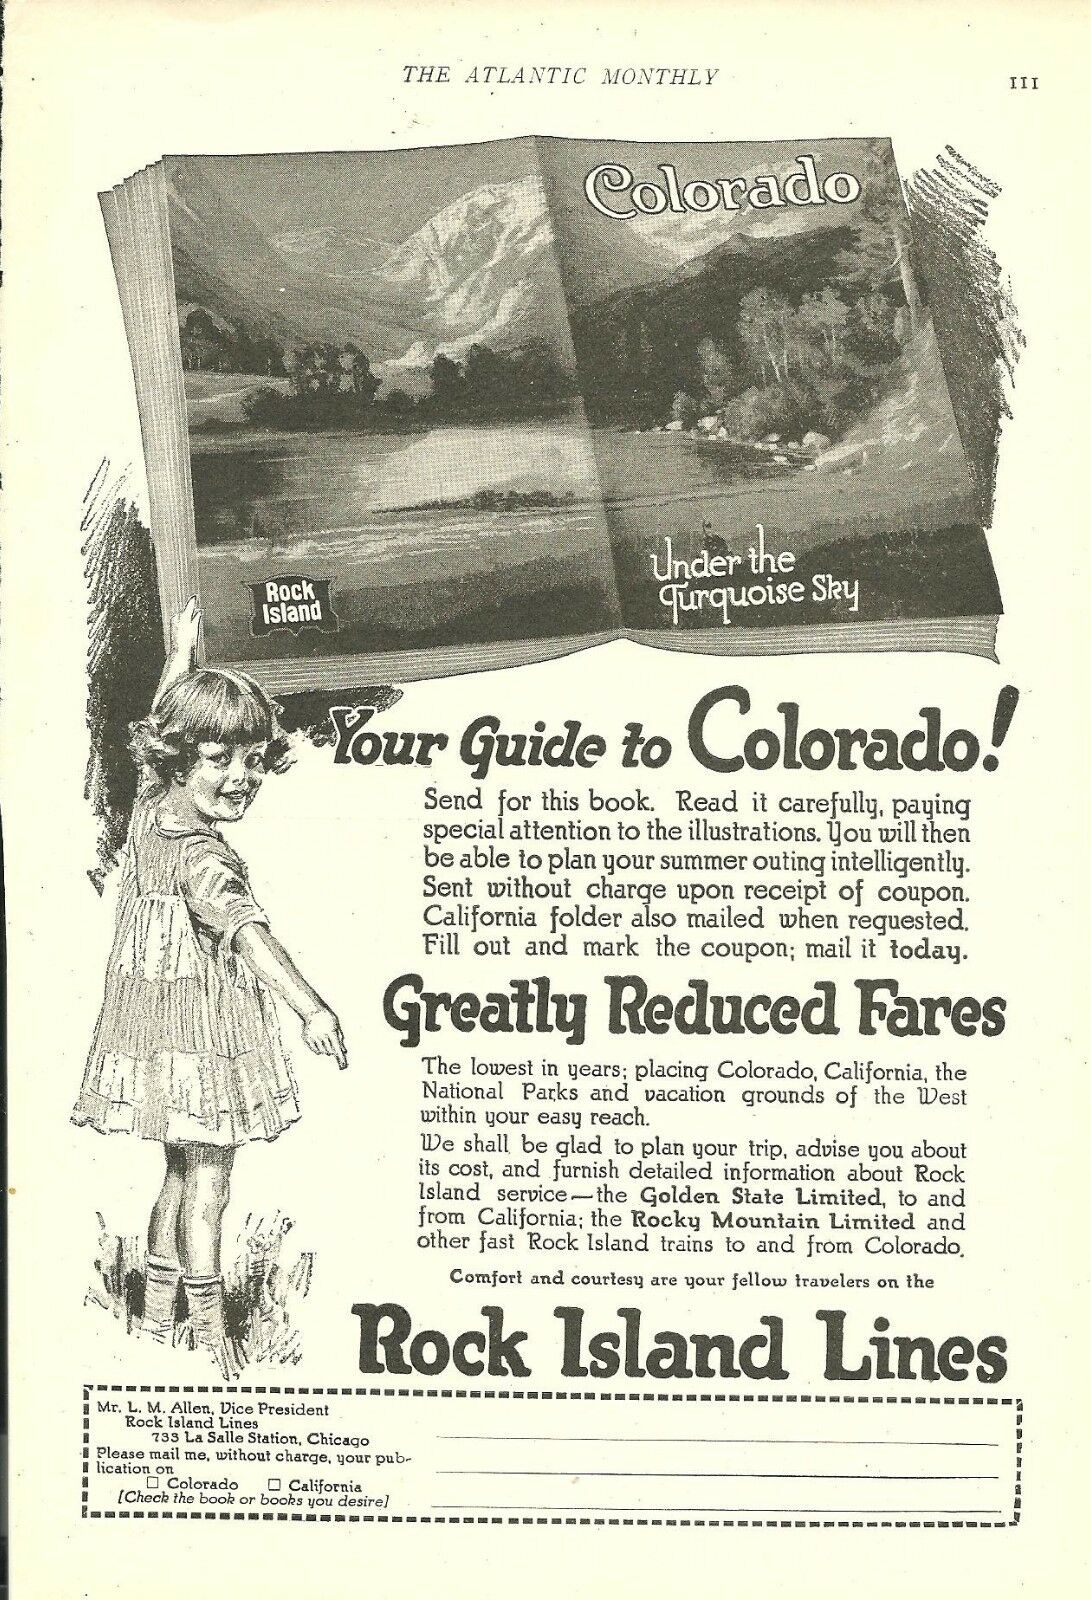 THE ATLANTIC MONTHLY
111
Colorado
Under the
Turquoise Sky
Rock
Island
Your Guide to Colorado!
Send for this book. Read it carefully, paying
special attention to the illustrations. You will then
be able to plan your summer outing intelligently.
Sent without charge upon receipt of coupon.
California folder also mailed when requested.
Fill out and mark the coupon; mail it today.
Greatly Reduced Fares
The lowest in years; placing Colorado, California, the
National Parks and vacation grounds of the West
within your easy reach.
We shall be glad to plan your trip, advise you about
its cost, and furnish detailed information about Rock
Island service—the Golden State Limited, to and
from California; the Rocky Mountain Limited and
other fast Rock Island trains to and from Colorado.
Comfort and courtesy are your fellow travelers on the
Rock Island Lines
Mr. L. M. Allen, Vice President
Rock Island Lines
733 La Salle Station, Chicago
Please mail me, without charge, your pub-
lication on
☐ Colorado ☐ California
[Check the book or books you desire]